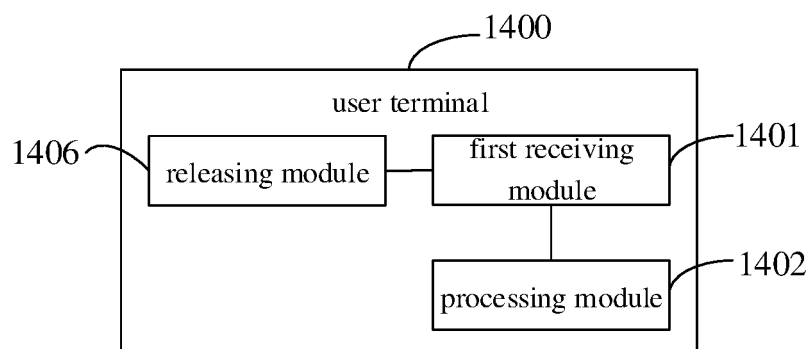 1400
user terminal
1406
releasing module
first receiving
module
1401
processing module
1402